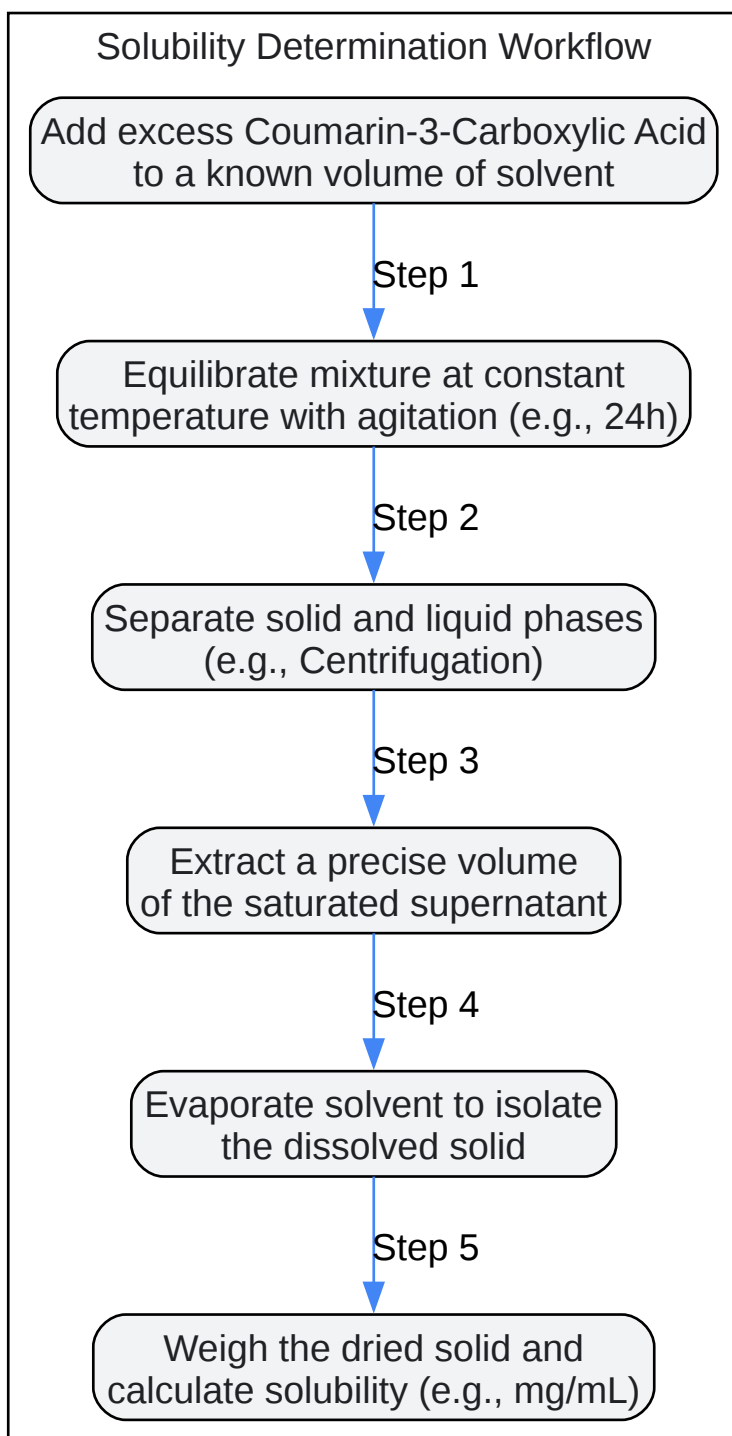 Solubility Determination Workflow
Add excess Coumarin-3-Carboxylic Acid
to a known volume of solvent
Step 1
Equilibrate mixture at constant
temperature with agitation (e.g., 24h)
Step 2
Separate solid and liquid phases
(e.g., Centrifugation)
Step 3
Extract a precise volume
of the saturated supernatant
Step 4
Evaporate solvent to isolate
the dissolved solid
Step 5
Weigh the dried solid and
calculate solubility (e.g., mg/mL)